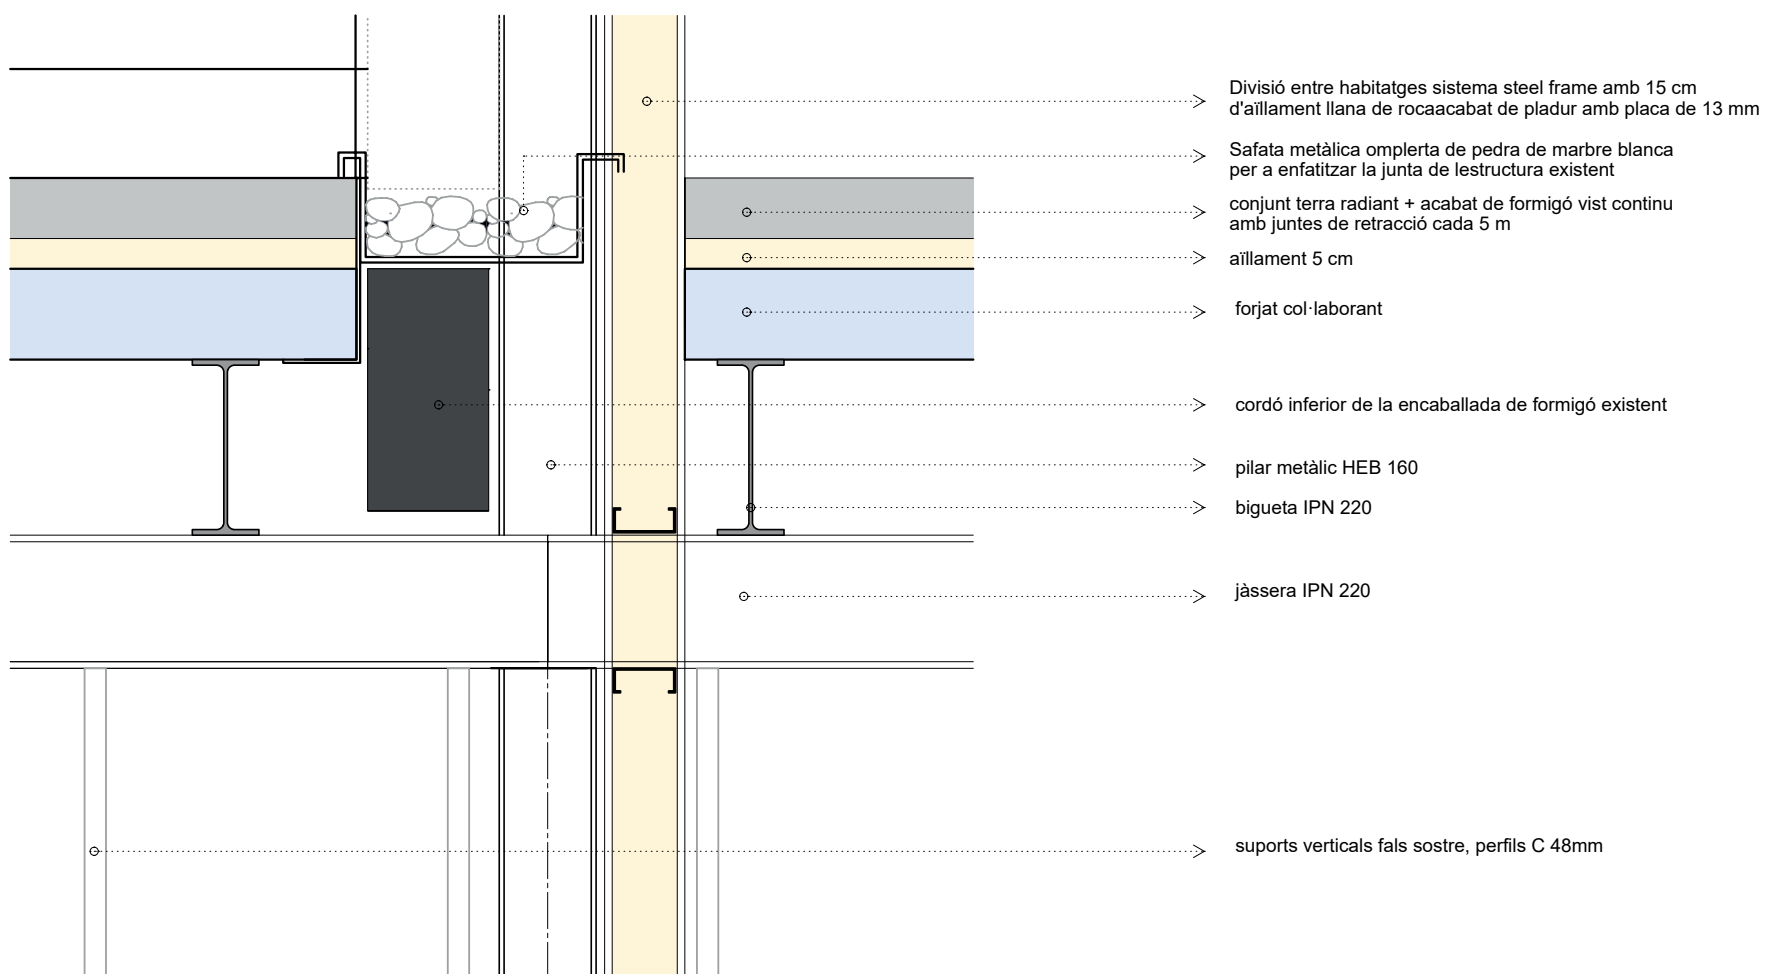 Divisió entre habitatges sistema steel frame amb 15 cm
d'aïllament llana de rocaacabat de pladur amb placa de 13 mm
Safata metàlica omplerta de pedra de marbre blanca
per a enfatitzar la junta de lestructura existent
conjunt terra radiant + acabat de formigó vist continu
amb juntes de retracció cada 5 m
aïllament 5 cm
forjat col·laborant
cordó inferior de la encaballada de formigó existent
pilar metàlic HEB 160
bigueta IPN 220
jàssera IPN 220
suports verticals fals sostre, perfils C 48mm